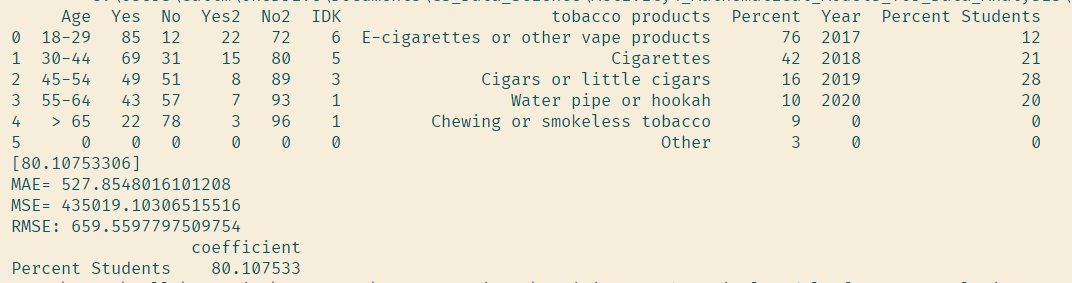 Age Yes No Yes2 No2 IDK tobacco products Percent Year Percent Students
0 18-29 85 12 22 72 6 E-cigarettes or other vape products 76 2017 12
1 30-44 69 31 15 80 5 Cigarettes 42 2018 21
2 45-54 49 51 8 89 3 Cigars or little cigars 16 2019 28
3 55-64 43 57 7 93 1 Water pipe or hookah 10 2020 20
4 > 65 22 78 3 96 1 Chewing or smokeless tobacco 9 0 0
5 0 0 0 0 0 0 Other 3 0 0
[80.10753306]
MAE= 527.8548016101208
MSE= 435019.10306515516
RMSE: 659.5597797509754
coefficient
Percent Students 80.107533